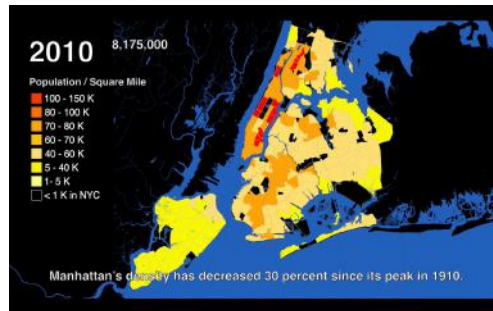 2010
8,175,000
Population / Square Mile
100 - 150 K
80 - 100 K
70 - 80 K
60 - 70 K
40 - 60 K
5 - 40 K
1- 5 K
< 1 K in NYC
Manhattan's density has decreased 30 percent since its peak in 1910.